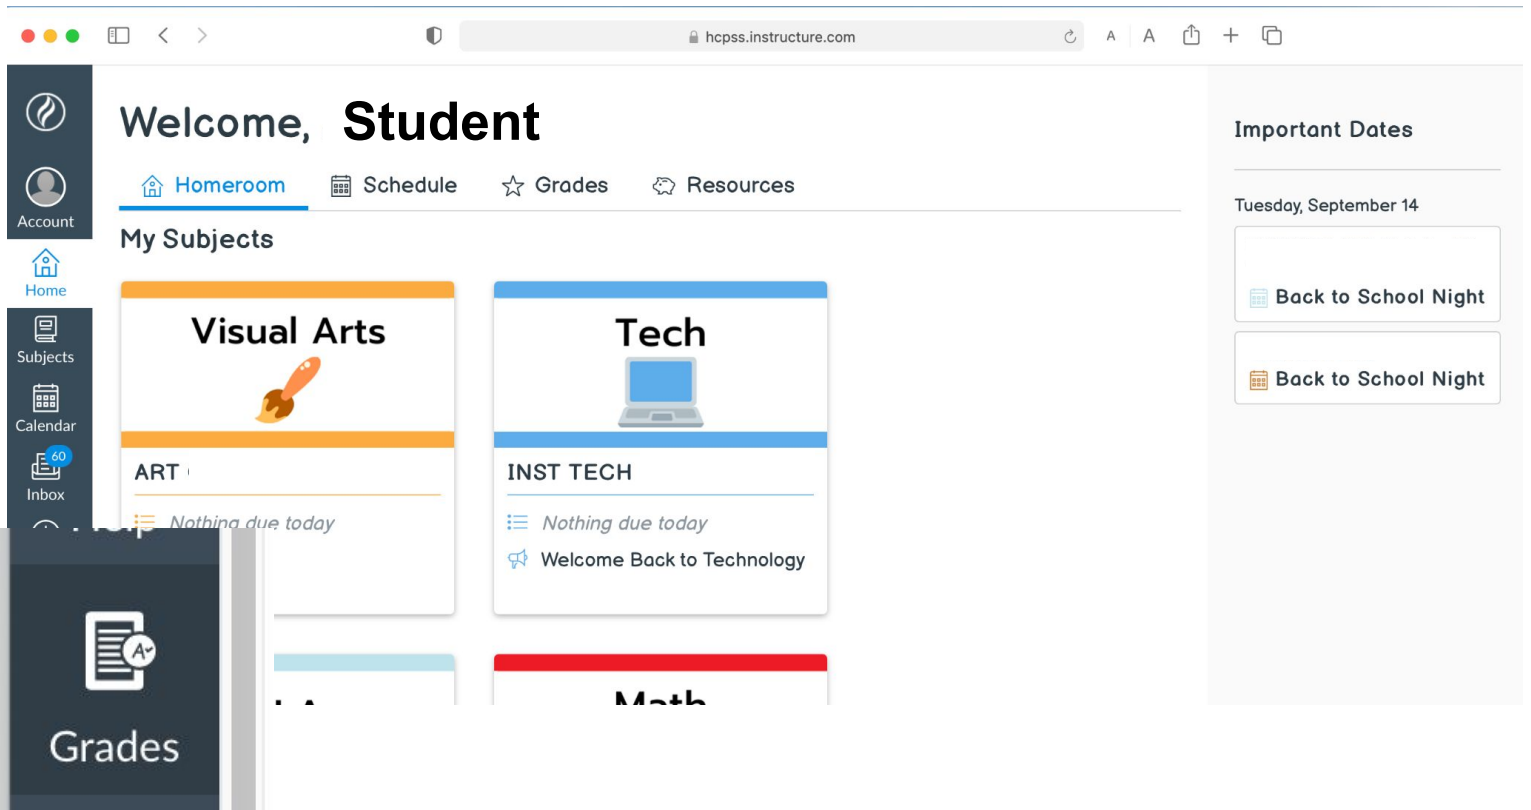 hcpss.instructure.com
A A
Welcome, Student
Homeroom Schedule Grades Resources
My Subjects
Account
Home
Subjects
Calendar
60
Inbox
Help
Grades
A
Visual Arts
ART
Nothing due today
Tech
INST TECH
Nothing due today
Welcome Back to Technology
Math
Important Dates
Tuesday, September 14
Back to School Night
Back to School Night